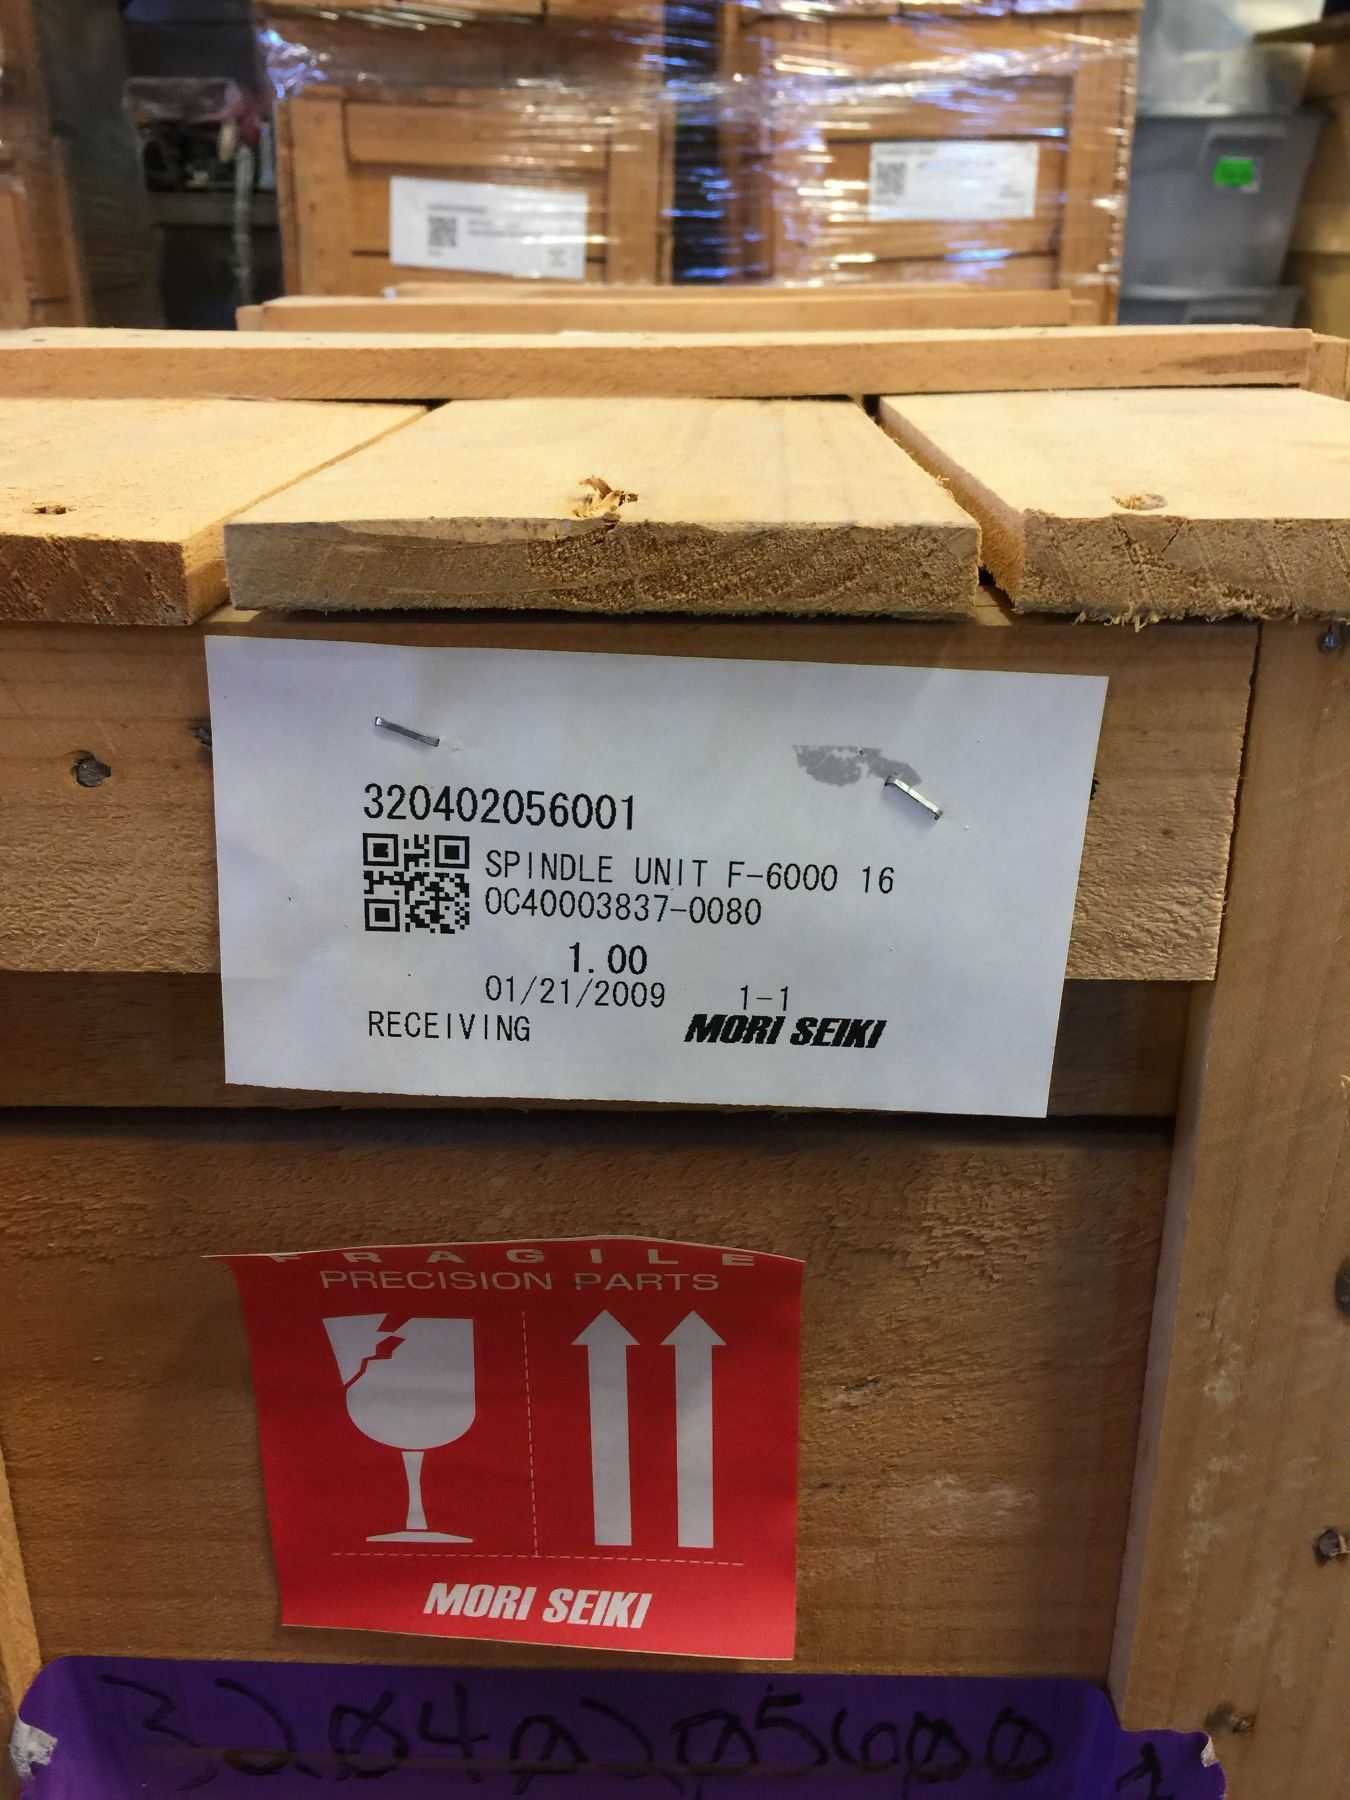 320402056001
SPINDLE UNIT F-6000 16
0C40003837-0080
1.00
01/21/2009 1-1
RECEIVING MORI SEIKI
FRAGILE
PRECISION PARTS
MORI SEIKI
320402056001